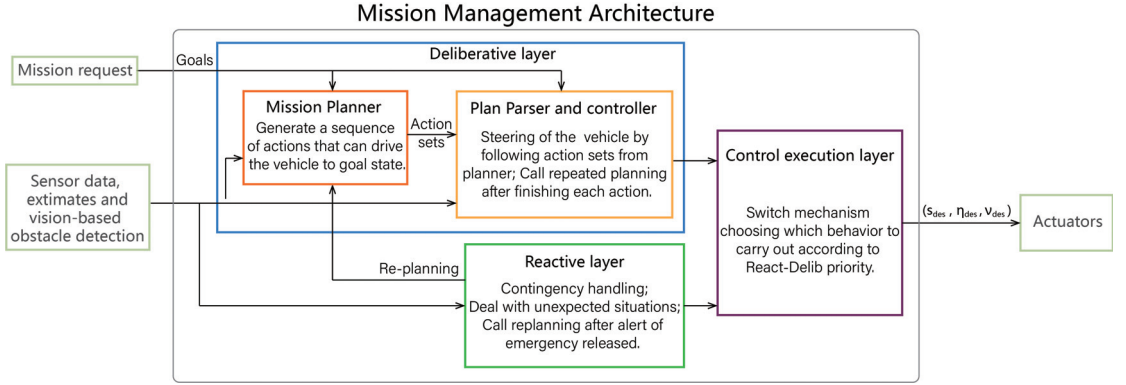 Mission Management Architecture
Mission request
Goals
Deliberative layer
Mission Planner
Generate a sequence
of actions that can drive
the vehicle to goal state.
Action
sets
Plan Parser and controller
Steering of the vehicle by
following action sets from
planner; Call repeated planning
after finishing each action.
Sensor data,
estimates and
vision-based
obstacle detection
Re-planning
Reactive layer
Contingency handling;
Deal with unexpected situations;
Call replanning after alert of
emergency released.
Control execution layer
Switch mechanism
choosing which behavior to
carry out according to
React-Delib priority.
(s_des , η_des , ν_des )
Actuators